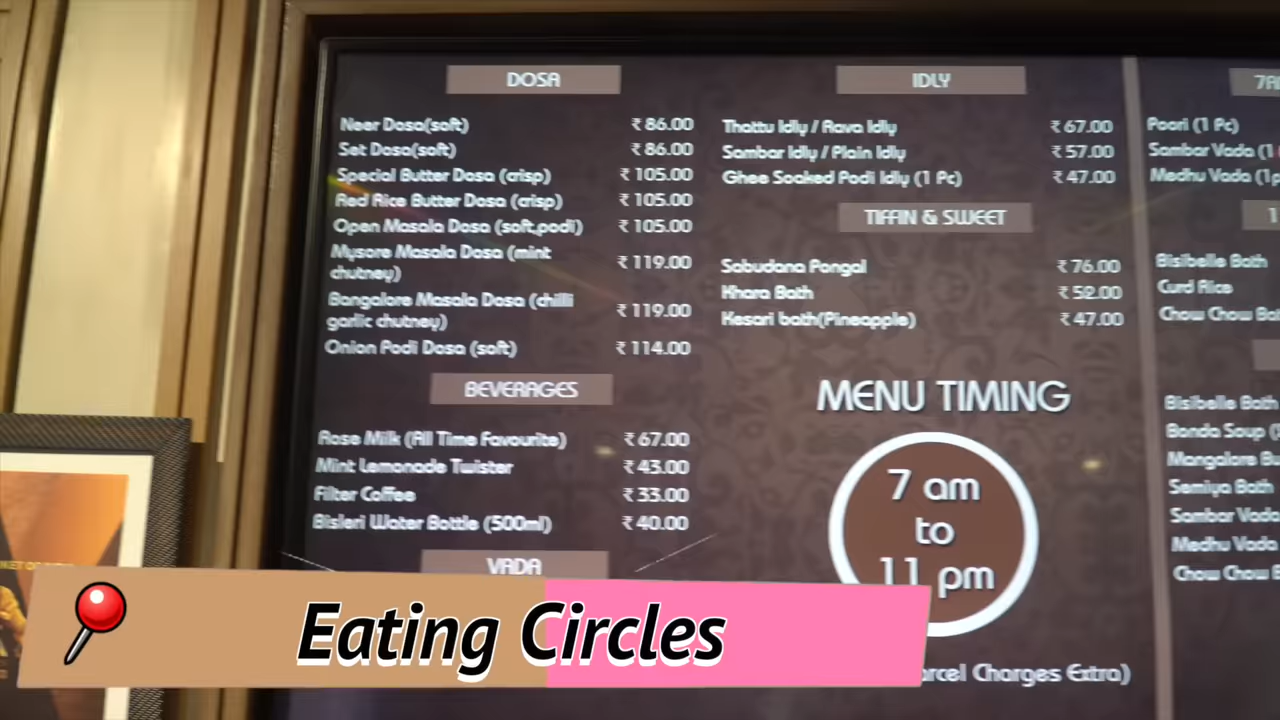 DOSA
Neer Dosa(soft) ₹ 86.00
Set Dosa(soft) ₹ 86.00
Special Butter Dosa (crisp) ₹ 105.00
Red Rice Butter Dosa (crisp) ₹ 105.00
Open Masala Dosa (soft,podi) ₹ 105.00
Mysore Masala Dosa (mint
chutney) ₹ 119.00
Bangalore Masala Dosa (chilli
garlic chutney) ₹ 119.00
Onion Podi Dosa (soft) ₹ 114.00
BEVERAGES
Rose Milk (All Time Favourite) ₹ 67.00
Mint Lemonade Twister ₹ 43.00
Filter Coffee ₹ 33.00
Bisleri Water Bottle (500ml) ₹ 40.00
VADA
IDLY
Thattu Idly / Rava Idly ₹ 67.00
Sambar Idly / Plain Idly ₹ 57.00
Ghee Soaked Podi Idly (1 Pc) ₹ 47.00
TIFFIN & SWEET
Sabudana Pongal ₹ 76.00
Khara Bath ₹ 52.00
Kesari bath(Pineapple) ₹ 47.00
MENU TIMING
7 am
to
11 pm
Charges Extra)
Poori (1 Pc)
Sambar Vada (1
Medhu Vada (1p
Bisibelle Bath
Curd Rice
Chow Chow
Bisibelle Bath
Bonda Soup
Mangalore
Semiya Bath
Sambar Vada
Medhu Vada
Chow Chow
Eating Circles